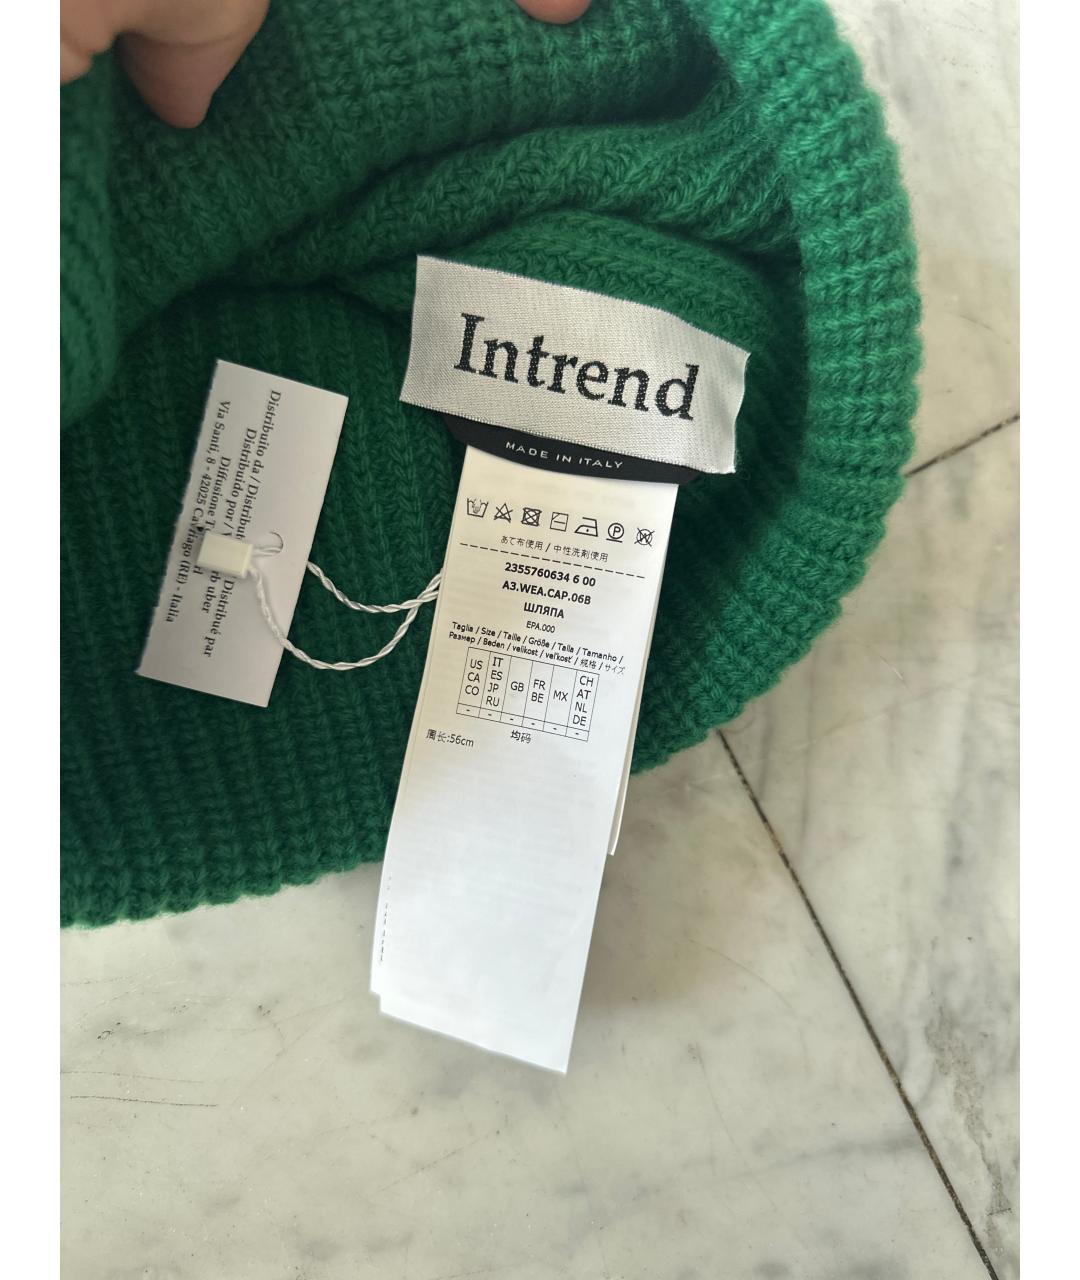 Intrend
MADE IN ITALY
P
W
あて布使用 / 中性洗剤使用
2355760634 6 00
A3.WEA.CAP.06B
ШЛЯПА
EPA.000
Taglia / Size / Taille / Größe / Talla / Tamanho /
Размер / Beden / velikost / veľkosť / 规格 / サイズ
US CA CO
IT ES JP RU
GB
FR BE
MX
CH AT NL DE
- - - - - -
周长:56cm 均码
Distribuito da / Distribué par
Distribuido por /
Diffusione
Via Santi, 8 - 42025 Cavriago (RE) - Italia